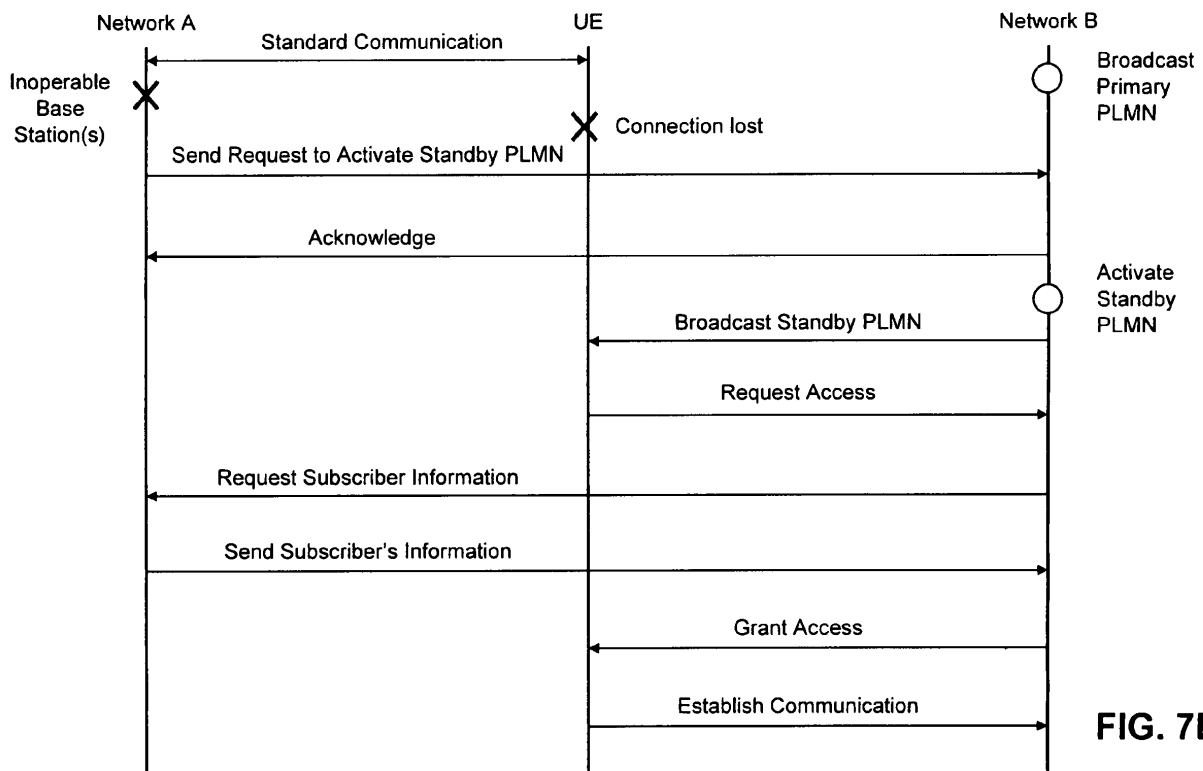 Network A
UE
Network B
Standard Communication
Broadcast
Primary
PLMN
Inoperable
Base
Station(s)
Connection lost
Send Request to Activate Standby PLMN
Acknowledge
Activate
Standby
PLMN
Broadcast Standby PLMN
Request Access
Request Subscriber Information
Send Subscriber's Information
Grant Access
Establish Communication
FIG. 7